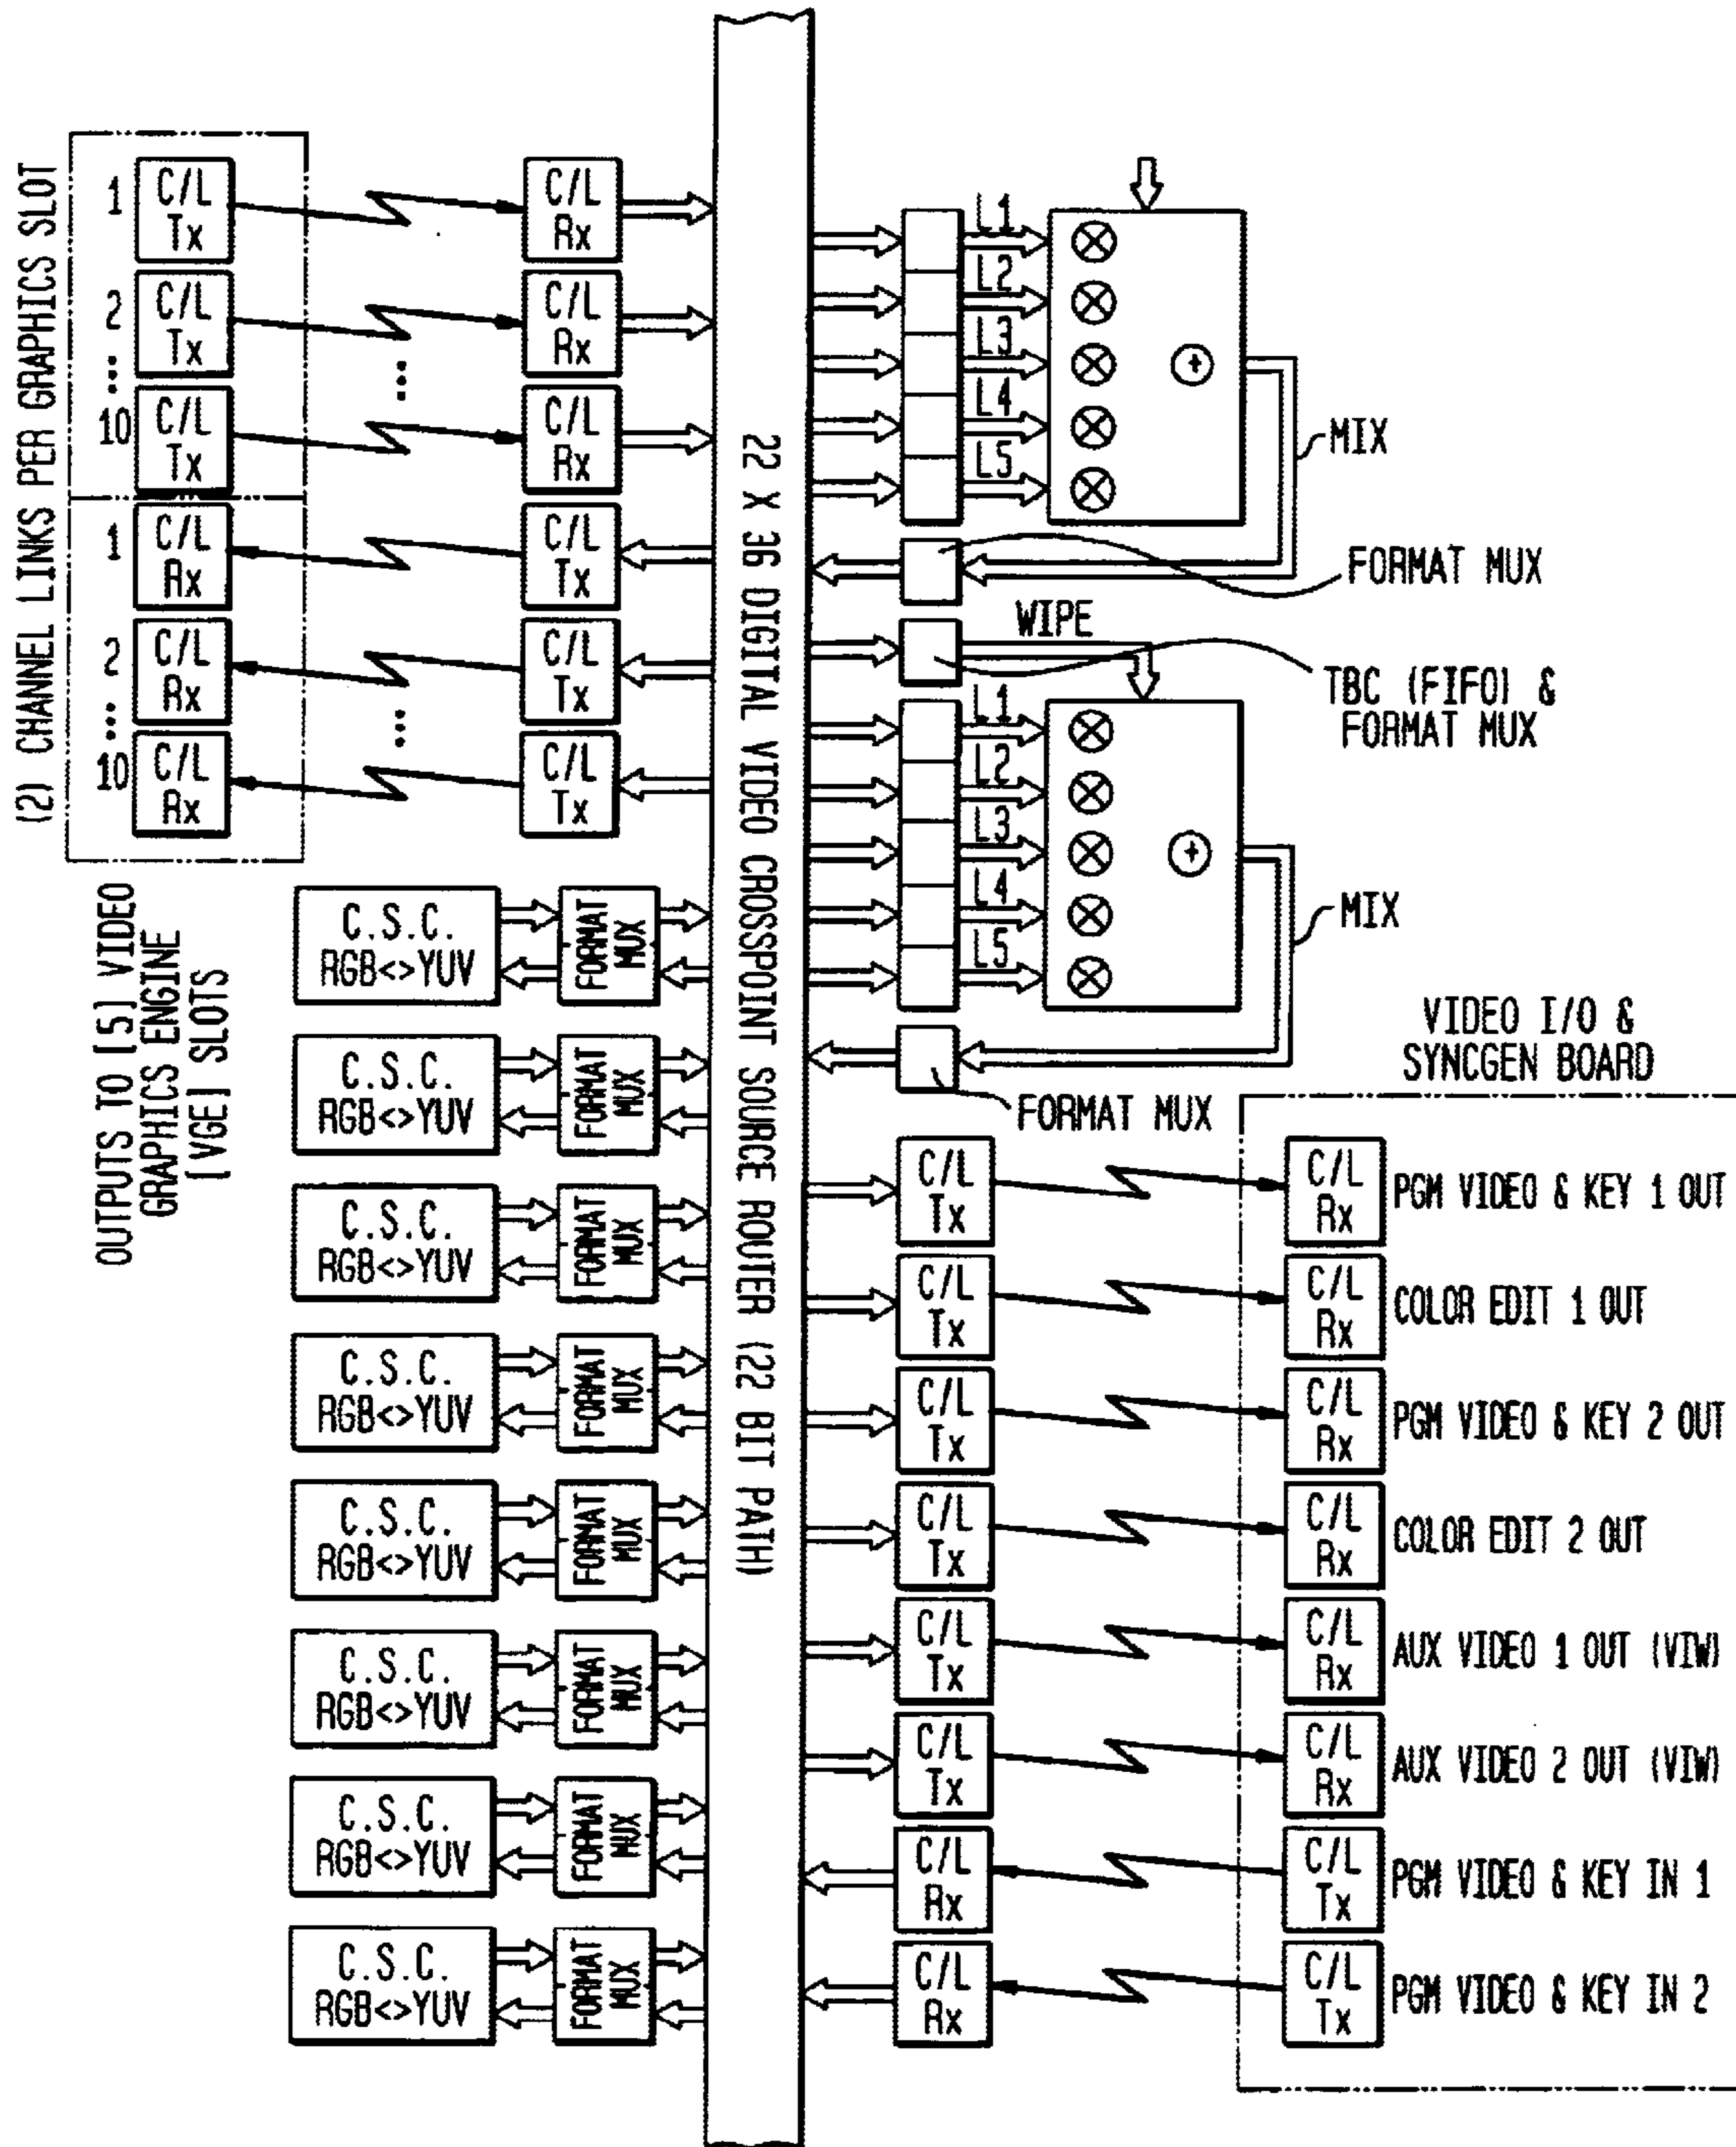 (2) CHANNEL LINKS PER GRAPHICS SLOT
1
C/L
Tx
C/L
Rx
2
C/L
Tx
C/L
Rx
...
...
10
C/L
Tx
C/L
Rx
1
C/L
Rx
C/L
Tx
2
C/L
Rx
C/L
Tx
...
...
10
C/L
Rx
C/L
Tx
OUTPUTS TO [5] VIDEO
GRAPHICS ENGINE
[VGE] SLOTS
C.S.C.
RGB<>YUV
FORMAT
MUX
C.S.C.
RGB<>YUV
FORMAT
MUX
C.S.C.
RGB<>YUV
FORMAT
MUX
C.S.C.
RGB<>YUV
FORMAT
MUX
C.S.C.
RGB<>YUV
FORMAT
MUX
C.S.C.
RGB<>YUV
FORMAT
MUX
C.S.C.
RGB<>YUV
FORMAT
MUX
C.S.C.
RGB<>YUV
FORMAT
MUX
22 X 36 DIGITAL VIDEO CROSSPOINT SOURCE ROUTER (22 BIT PATH)
L1
L2
L3
L4
L5
+
MIX
FORMAT MUX
WIPE
TBC (FIFO) &
FORMAT MUX
L1
L2
L3
L4
L5
+
MIX
FORMAT MUX
VIDEO I/O &
SYNCGEN BOARD
C/L
Tx
C/L
Rx
PGM VIDEO & KEY 1 OUT
C/L
Tx
C/L
Rx
COLOR EDIT 1 OUT
C/L
Tx
C/L
Rx
PGM VIDEO & KEY 2 OUT
C/L
Tx
C/L
Rx
COLOR EDIT 2 OUT
C/L
Tx
C/L
Rx
AUX VIDEO 1 OUT (VIW)
C/L
Tx
C/L
Rx
AUX VIDEO 2 OUT (VIW)
C/L
Rx
C/L
Tx
PGM VIDEO & KEY IN 1
C/L
Rx
C/L
Tx
PGM VIDEO & KEY IN 2